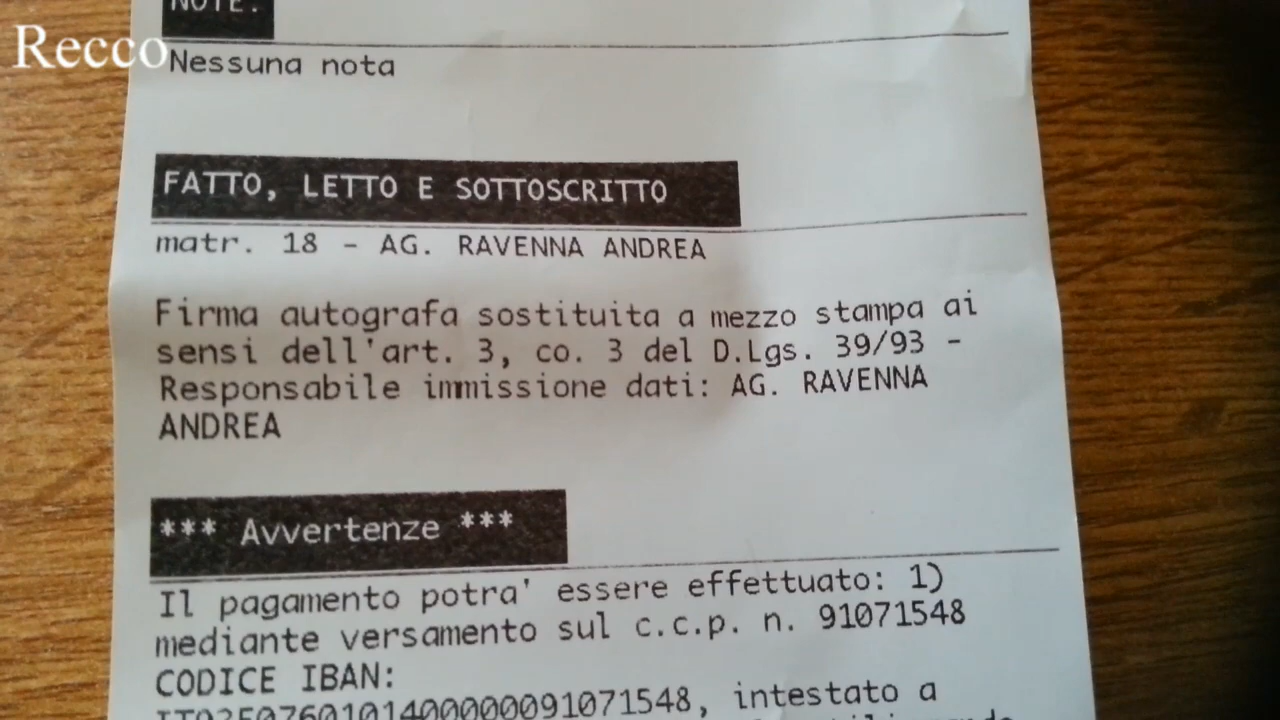 NOTE:
Recco
Nessuna nota
FATTO, LETTO E SOTTOSCRITTO
matr. 18 - AG. RAVENNA ANDREA
Firma autografa sostituita a mezzo stampa ai
sensi dell'art. 3, co. 3 del D.Lgs. 39/93 -
Responsabile immissione dati: AG. RAVENNA
ANDREA
*** Avvertenze ***
Il pagamento potra' essere effettuato: 1)
mediante versamento sul c.c.p. n. 91071548
CODICE IBAN:
intestato a